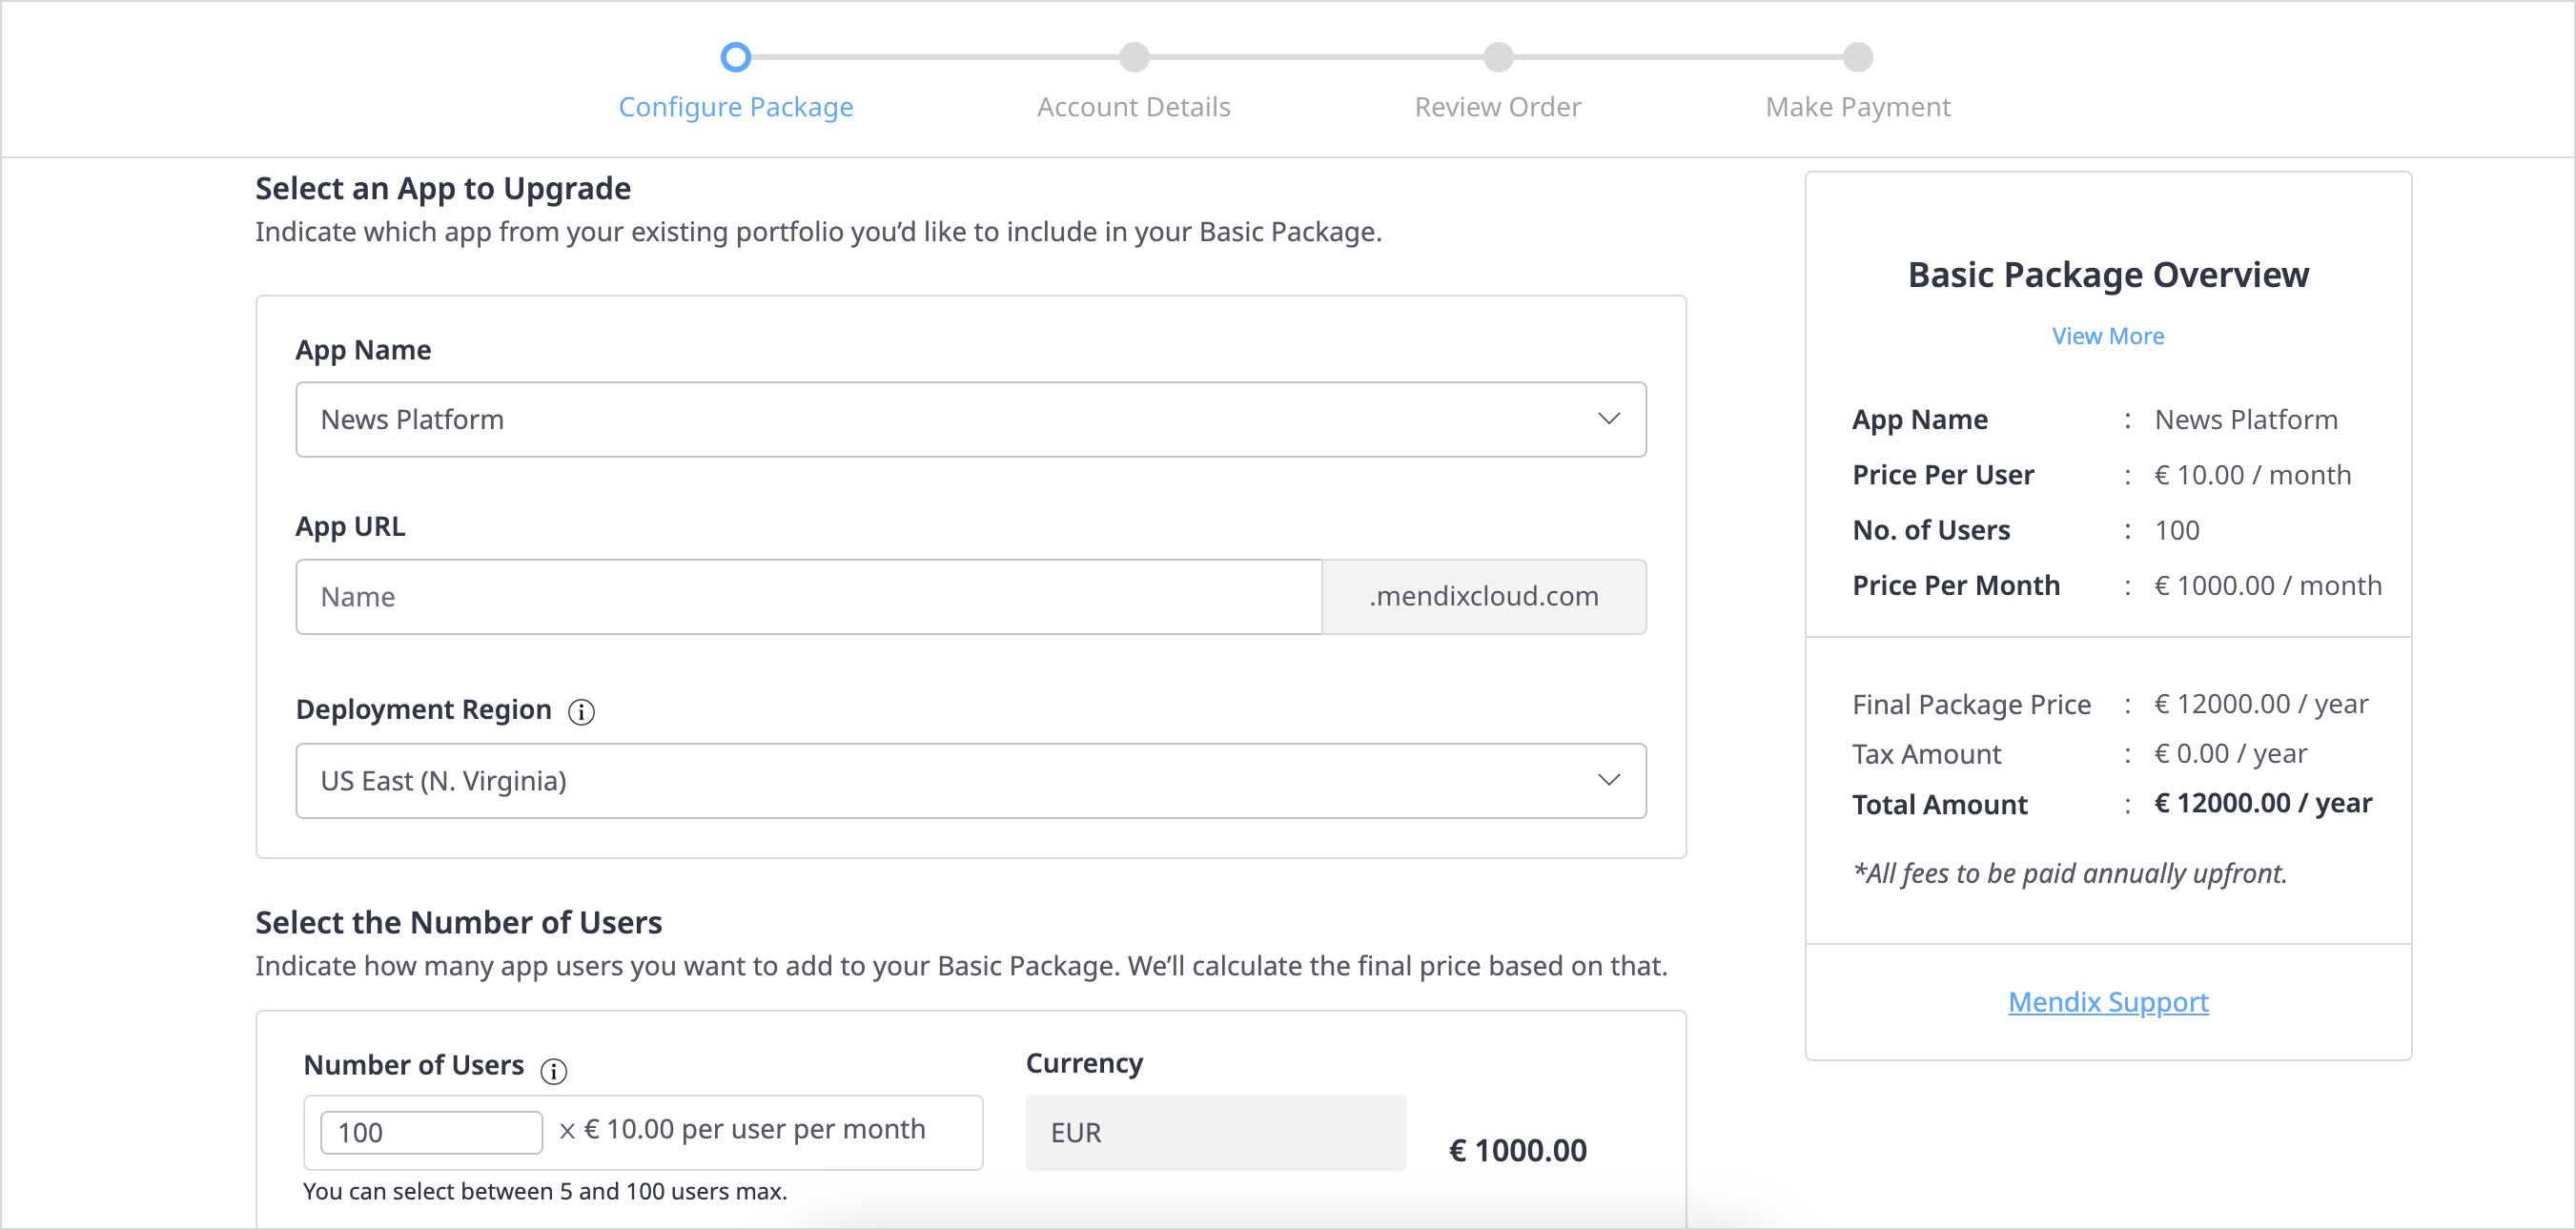 Configure Package
Account Details
Review Order
Make Payment
Select an App to Upgrade
Indicate which app from your existing portfolio you’d like to include in your Basic Package.
App Name
News Platform
App URL
Name
.mendixcloud.com
Deployment Region
US East (N. Virginia)
Select the Number of Users
Indicate how many app users you want to add to your Basic Package. We’ll calculate the final price based on that.
Number of Users
100 x € 10.00 per user per month
You can select between 5 and 100 users max.
Currency
EUR
€ 1000.00
Basic Package Overview
View More
App Name : News Platform
Price Per User : € 10.00 / month
No. of Users : 100
Price Per Month : € 1000.00 / month
Final Package Price : € 12000.00 / year
Tax Amount : € 0.00 / year
Total Amount : € 12000.00 / year
*All fees to be paid annually upfront.
Mendix Support